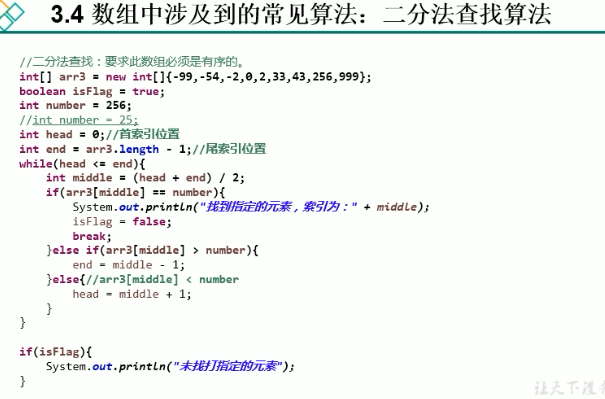 3.4 数组中涉及到的常见算法：二分法查找算法
//二分法查找：要求此数组必须是有序的。
int[] arr3 = new int[]{-99,-54,-2,0,2,33,43,256,999};
boolean isFlag = true;
int number = 256;
//int number = 25;
int head = 0;//首索引位置
int end = arr3.length - 1;//尾索引位置
while(head <= end){
    int middle = (head + end) / 2;
    if(arr3[middle] == number){
        System.out.println("找到指定的元素，索引为：" + middle);
        isFlag = false;
        break;
    }else if(arr3[middle] > number){
        end = middle - 1;
    }else{//arr3[middle] < number
        head = middle + 1;
    }
}
if(isFlag){
    System.out.println("未找打指定的元素");
}
让天下没